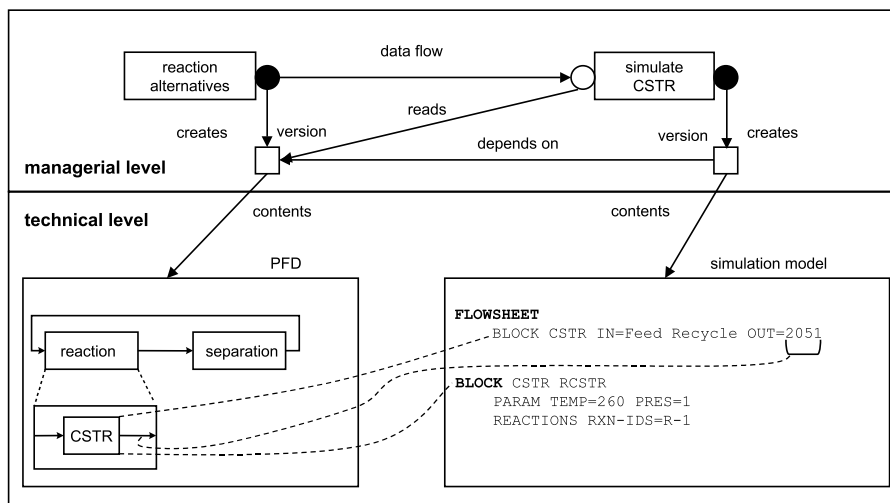 data flow
reaction
alternatives
simulate
CSTR
reads
creates
version
version
creates
depends on
managerial level
technical level
contents
contents
PFD
simulation model
FLOWSHEET
BLOCK CSTR IN=Feed Recycle OUT=2051
reaction
separation
BLOCK CSTR RCSTR
PARAM TEMP=260 PRES=1
REACTIONS RXN-IDS=R-1
CSTR